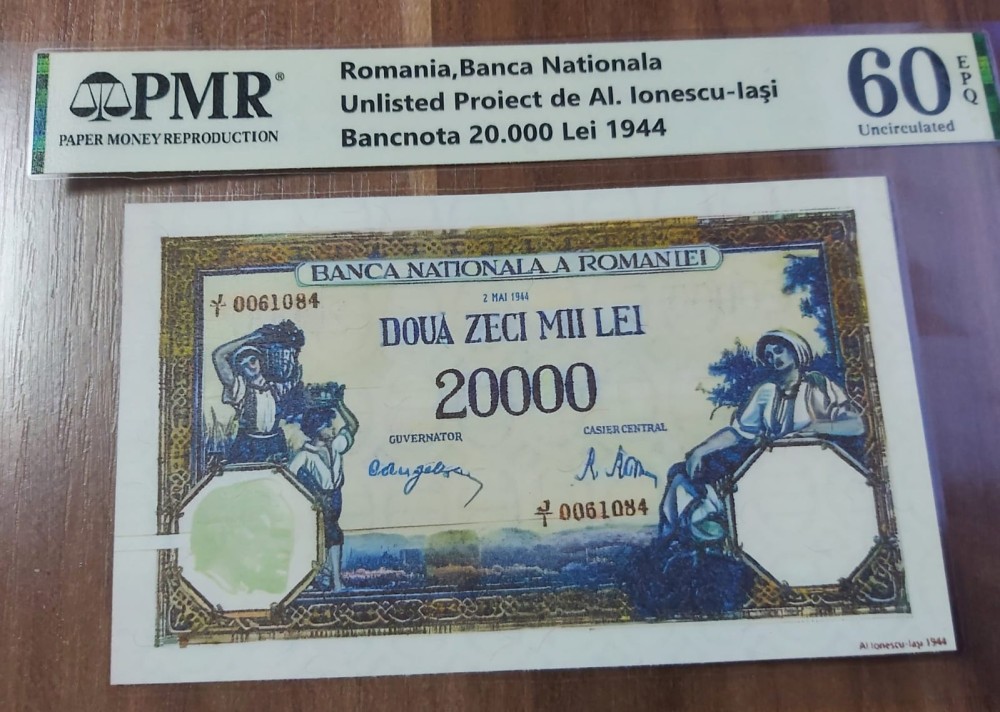 PMR®
PAPER MONEY REPRODUCTION
Romania,Banca Nationala
Unlisted Proiect de Al. Ionescu-Iaşi
Bancnota 20.000 Lei 1944
60
EPQ
Uncirculated
BANCA NATIONALA A ROMANIEI
0061084
2 MAI 1944
DOUA ZECI MII LEI
20000
GUVERNATOR
CASIER CENTRAL
0061084
Al Ionescu-Iaşi 1944